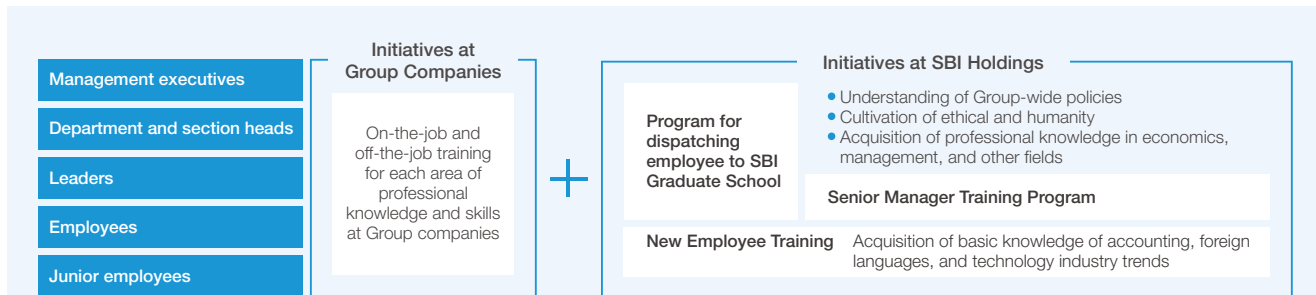 Management executives
Department and section heads
Leaders
Employees
Junior employees
Initiatives at
Group Companies
On-the-job and
off-the-job training
for each area of
professional
knowledge and skills
at Group companies
+
Initiatives at SBI Holdings
Program for
dispatching
employee to SBI
Graduate School
● Understanding of Group-wide policies
● Cultivation of ethical and humanity
● Acquisition of professional knowledge in economics,
management, and other fields
Senior Manager Training Program
New Employee Training Acquisition of basic knowledge of accounting, foreign
languages, and technology industry trends